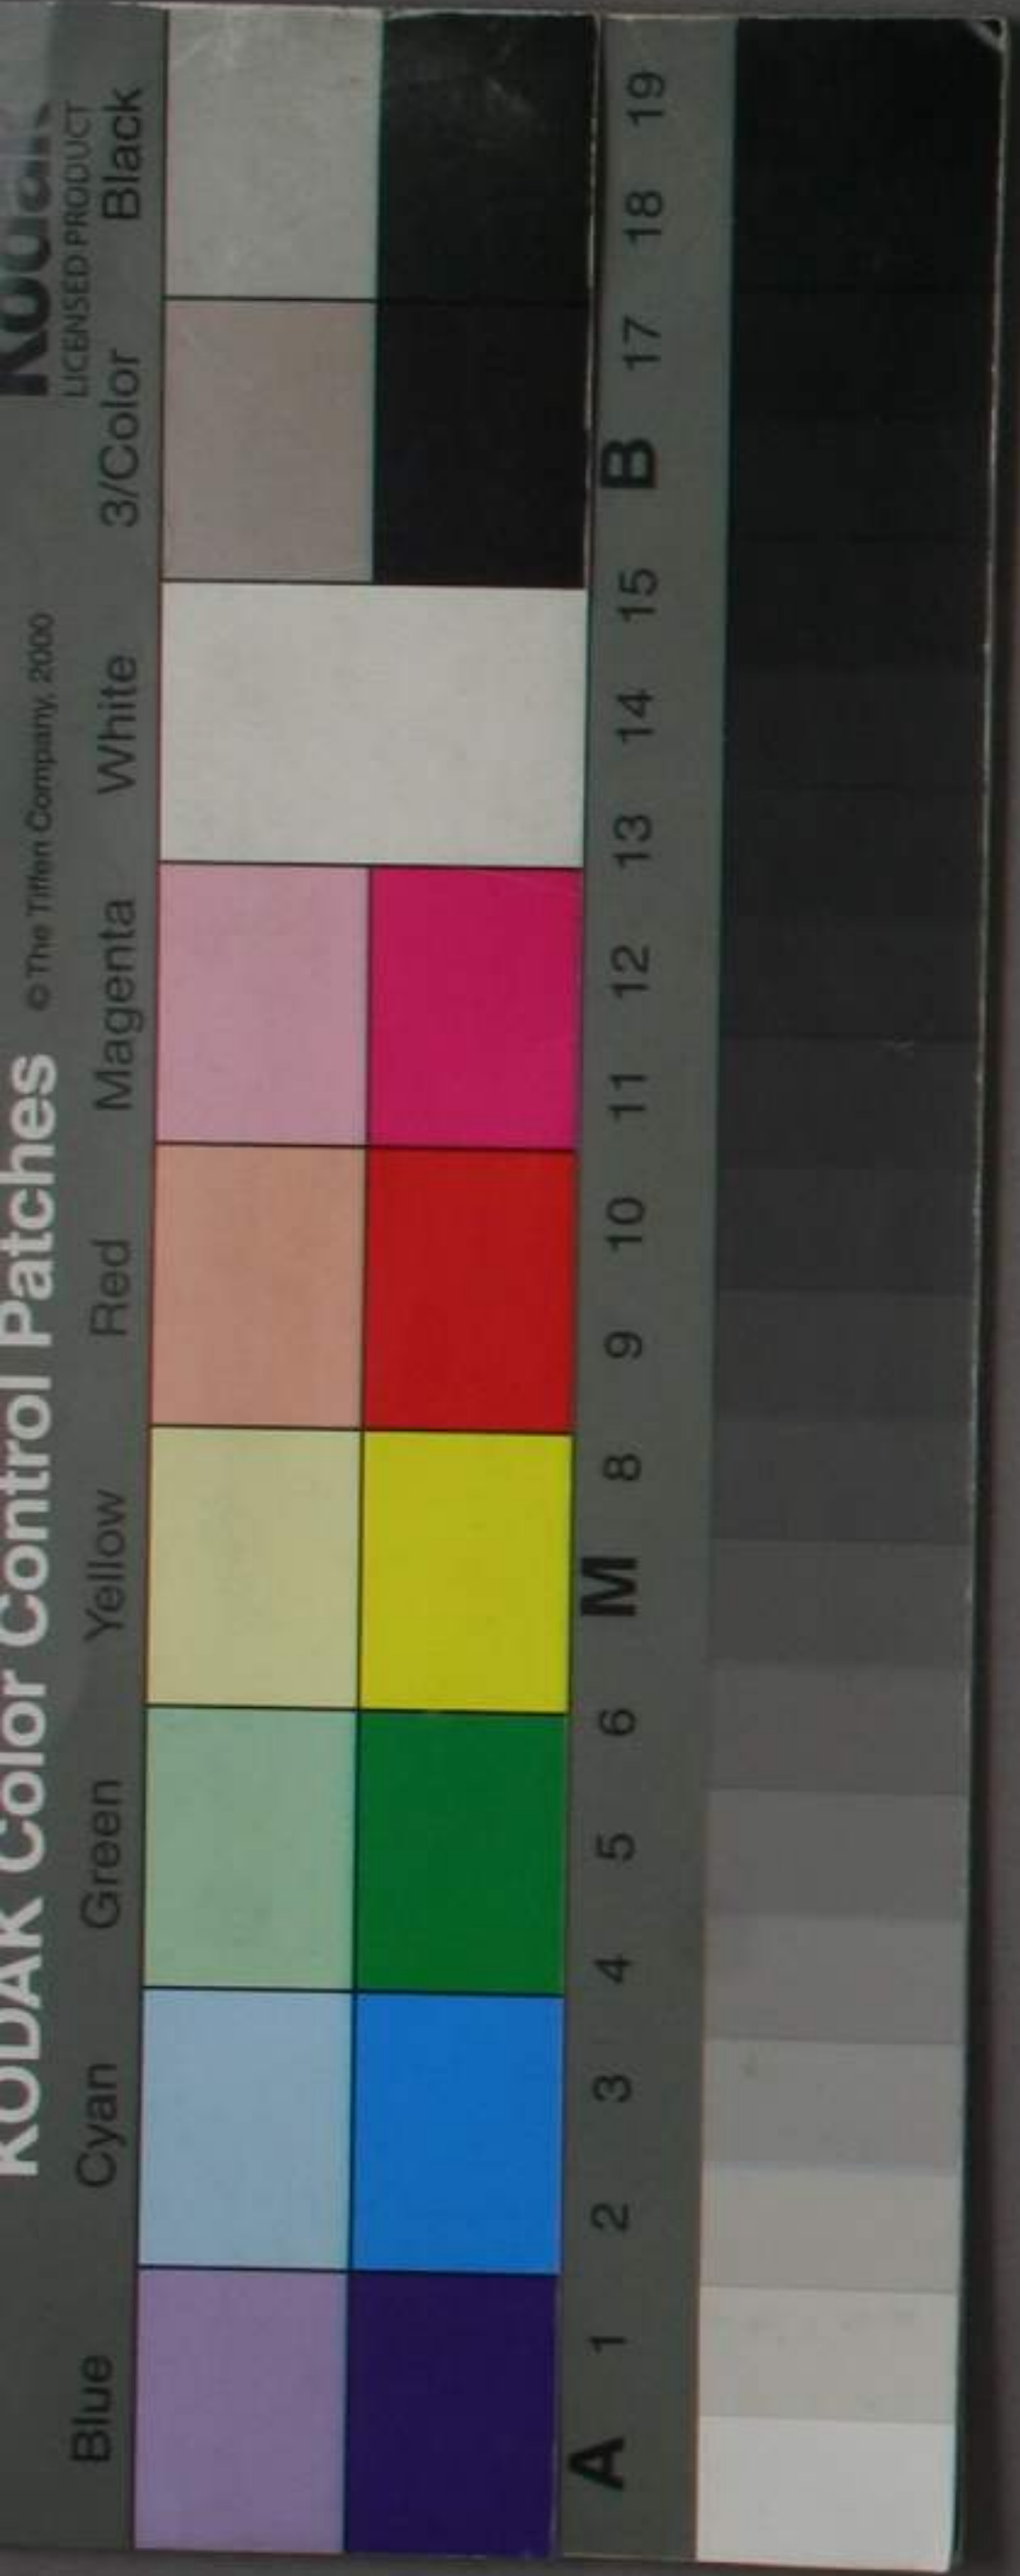 KODAK Color Control Patches
© The Tiffen Company, 2000
Kodak
LICENSED PRODUCT
Blue Cyan Green Yellow Red Magenta White 3/Color Black
A 1 2 3 4 5 6 M 8 9 10 11 12 13 14 15 B 17 18 19